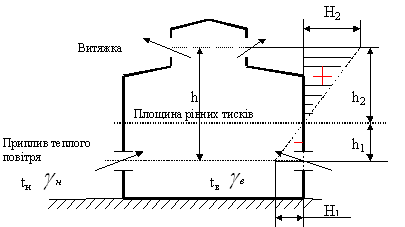 H2
Витяжка
h
h2
Площина рівних тисків
Приплив теплого
повітря
h1
tн γн
tв γв
H1